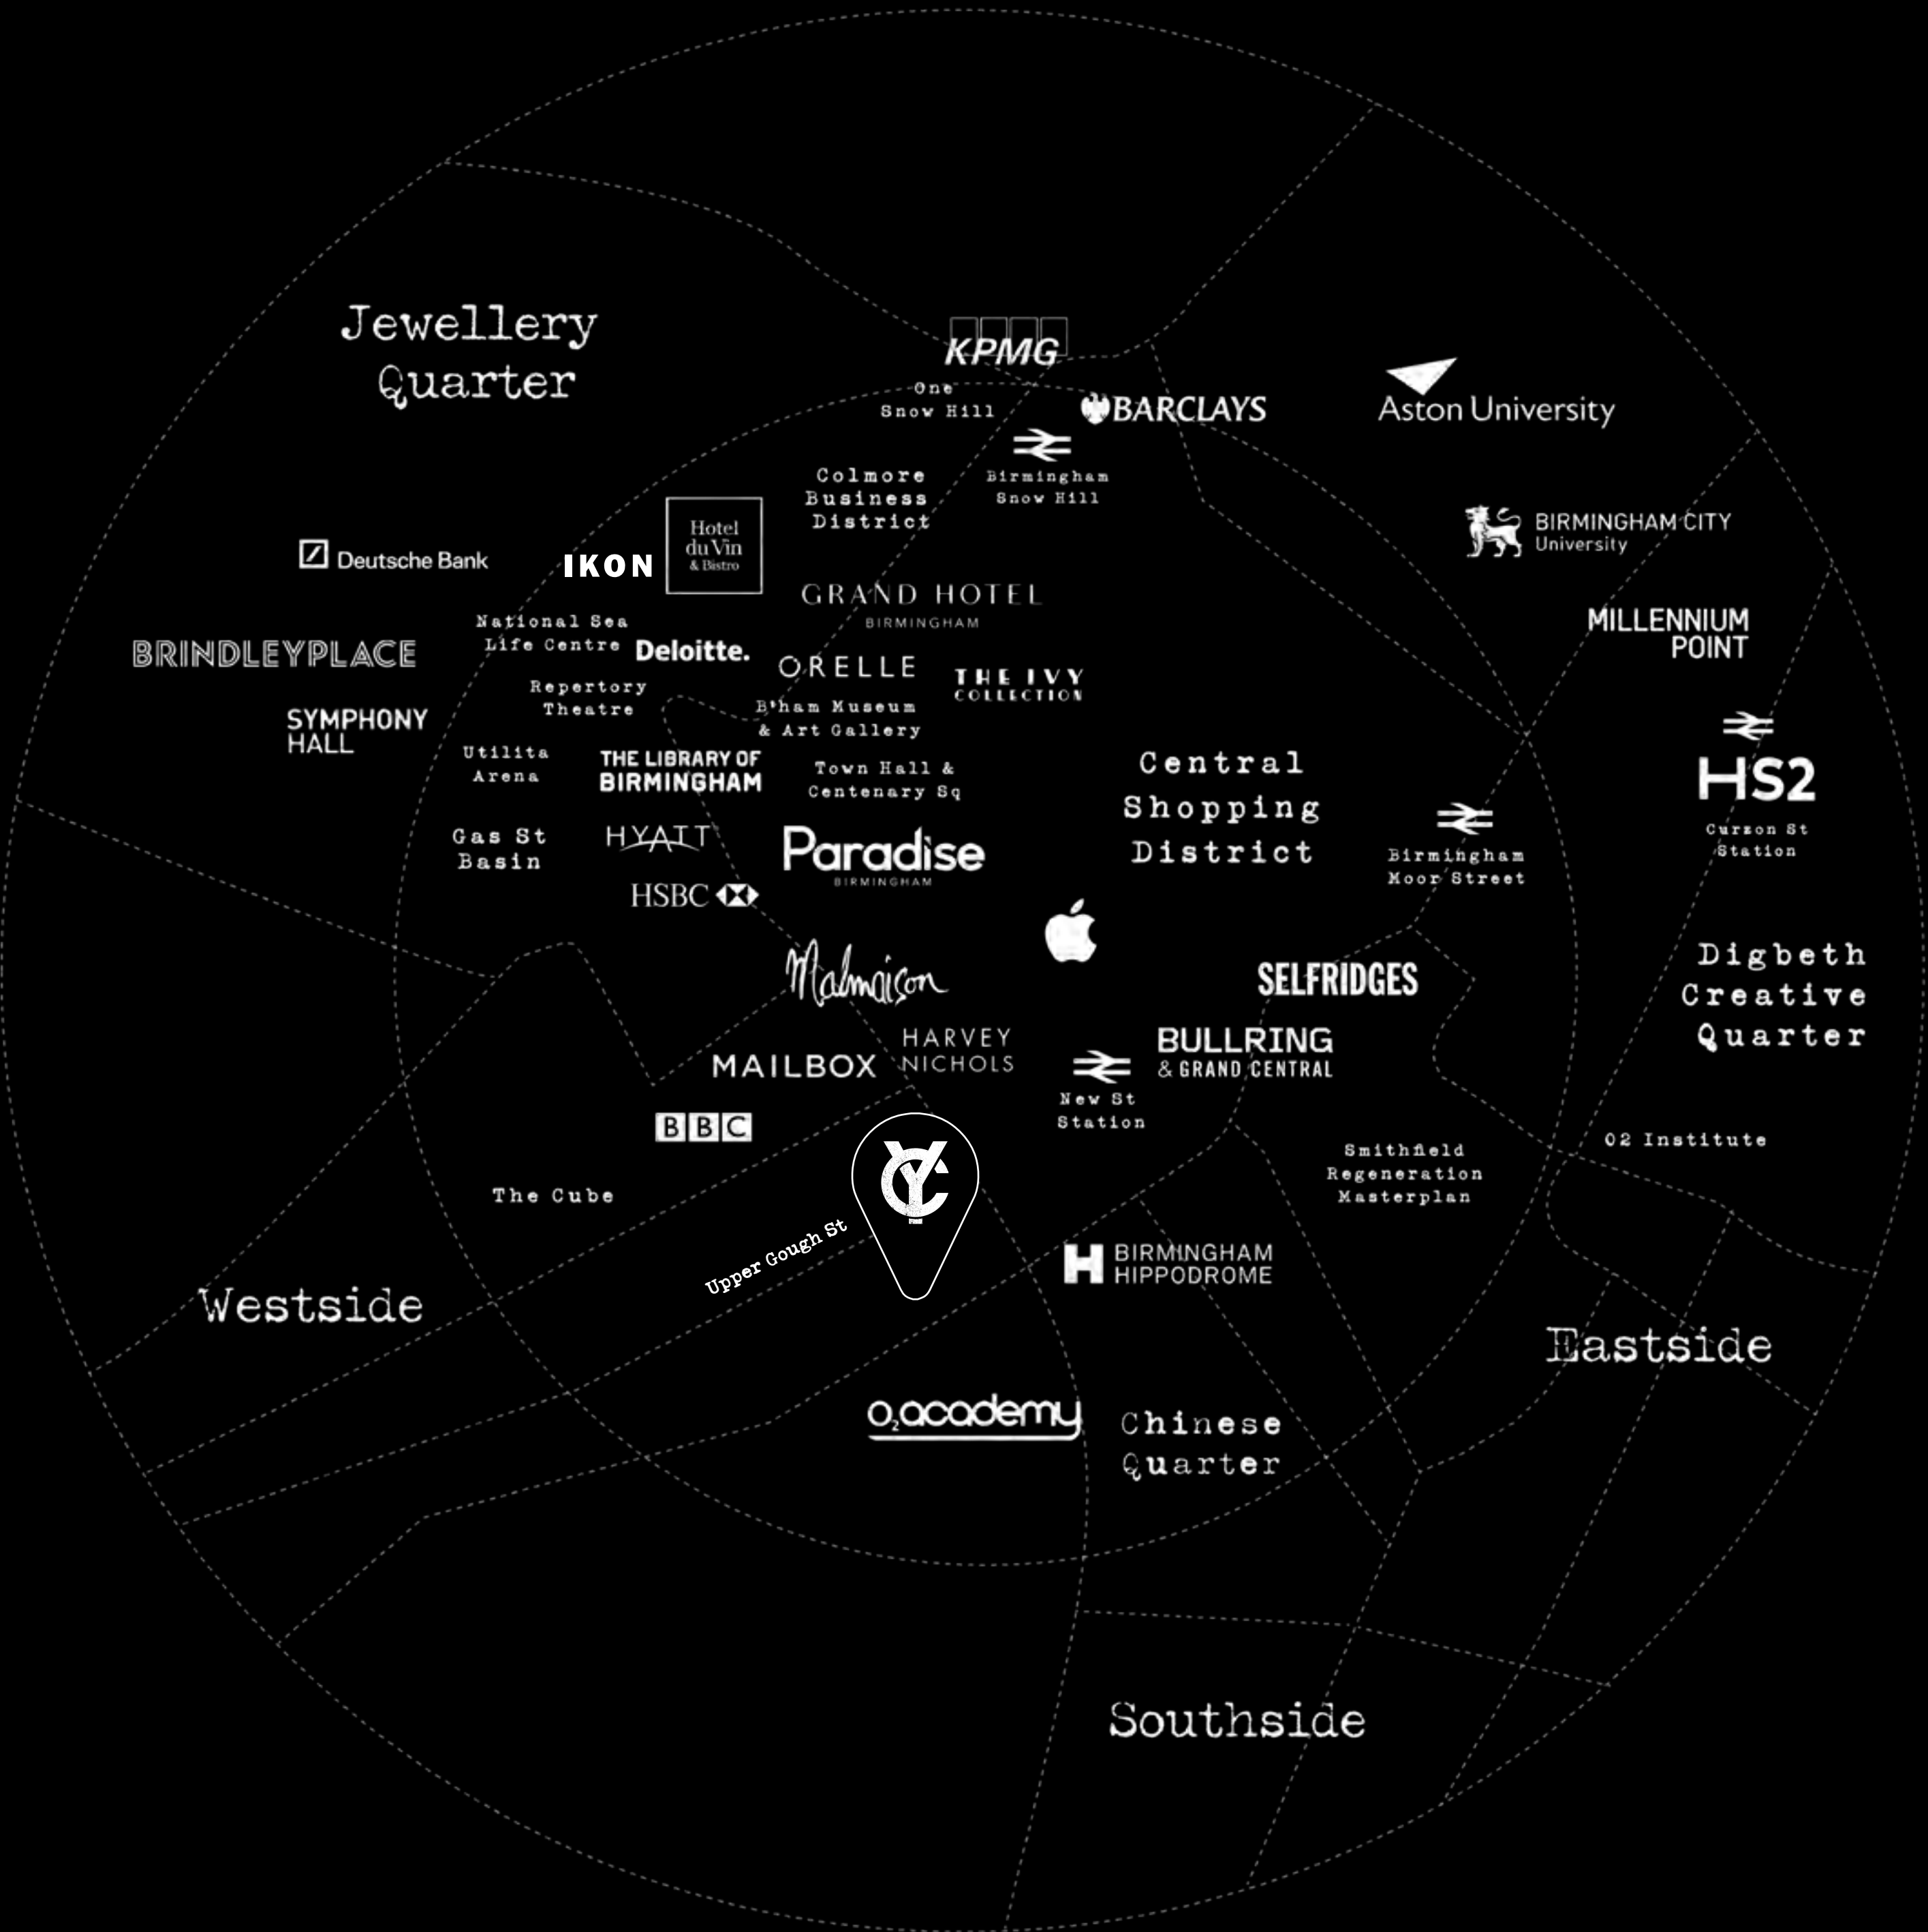 Jewellery
Quarter
KPMG
One
Snow Hill
BARCLAYS
Aston University
Birmingham
Snow Hill
Colmore
Business
District
Hotel
du Vin
& Bistro
BIRMINGHAM CITY
University
Deutsche Bank
IKON
GRAND HOTEL
BIRMINGHAM
MILLENNIUM
POINT
National Sea
Life Centre
Deloitte.
BRINDLEYPLACE
ORELLE
THE IVY
COLLECTION
Repertory
Theatre
B'ham Museum
& Art Gallery
SYMPHONY
HALL
Utilita
Arena
THE LIBRARY OF
BIRMINGHAM
Town Hall &
Centenary Sq
Central
Shopping
District
HS2
Curzon St
Station
Gas St
Basin
HYATT
Paradise
BIRMINGHAM
Birmingham
Moor Street
HSBC
Malmaison
SELFRIDGES
Digbeth
Creative
Quarter
MAILBOX
HARVEY
NICHOLS
BULLRING
& GRAND CENTRAL
New St
Station
BBC
O2 Institute
Smithfield
Regeneration
Masterplan
The Cube
YC
Upper Gough St
H BIRMINGHAM
HIPPODROME
Westside
Eastside
O2 academy
Chinese
Quarter
Southside